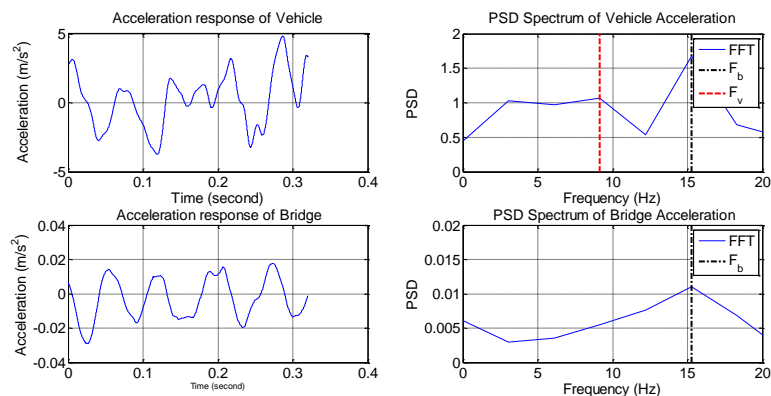 Acceleration response of Vehicle
Acceleration (m/s²)
5
0
-5
0 0.1 0.2 0.3 0.4
Time (second)
PSD Spectrum of Vehicle Acceleration
PSD
2
1.5
1
0.5
0
0 5 10 15 20
Frequency (Hz)
FFT
F_b
F_v
Acceleration response of Bridge
Acceleration (m/s²)
0.04
0.02
0
-0.02
-0.04
0 0.1 0.2 0.3 0.4
Time (second)
PSD Spectrum of Bridge Acceleration
PSD
0.02
0.015
0.01
0.005
0
0 5 10 15 20
Frequency (Hz)
FFT
F_b